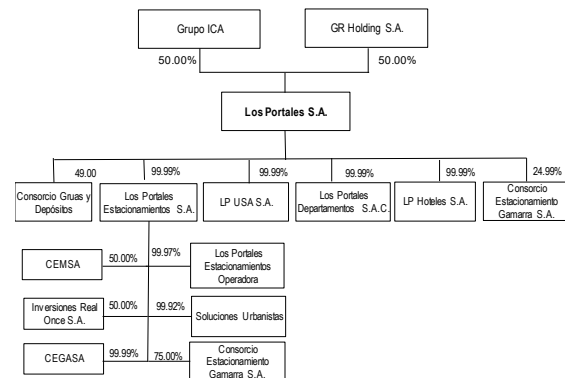 Grupo ICA
GR Holding S.A.
50.00%
50.00%
Los Portales S.A.
49.00
99.99%
99.99%
99.99%
99.99%
24.99%
Consorcio Gruas y
Depósitos
Los Portales
Estacionamientos S.A.
LP USA S.A.
Los Portales
Departamentos S.A.C.
LP Hoteles S.A.
Consorcio
Estacionamiento
Gamarra S.A.
CEMSA
50.00%
99.97%
Los Portales
Estacionamientos
Operadora
Inversiones Real
Once S.A.
50.00%
99.92%
Soluciones Urbanistas
CEGASA
99.99%
75.00%
Consorcio
Estacionamiento
Gamarra S.A.